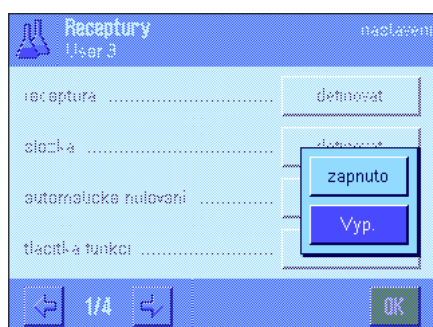 Receptury
User 3
nastavení
receptura ........................ definovat
složka ............................ definovat
automatické nulování ...........
zapnuto
Vyp.
tlačítka funkcí .....................
1/4
OK